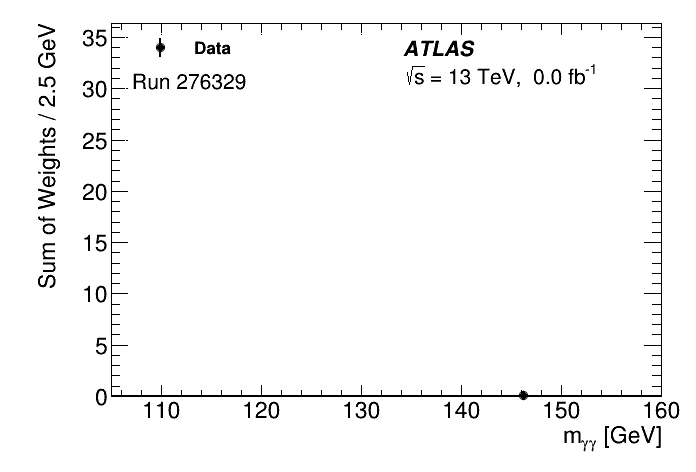 Sum of Weights / 2.5 GeV
35
30
25
20
15
10
5
0
Data
Run 276329
ATLAS
√s = 13 TeV, 0.0 fb⁻¹
110 120 130 140 150 160
mγγ [GeV]